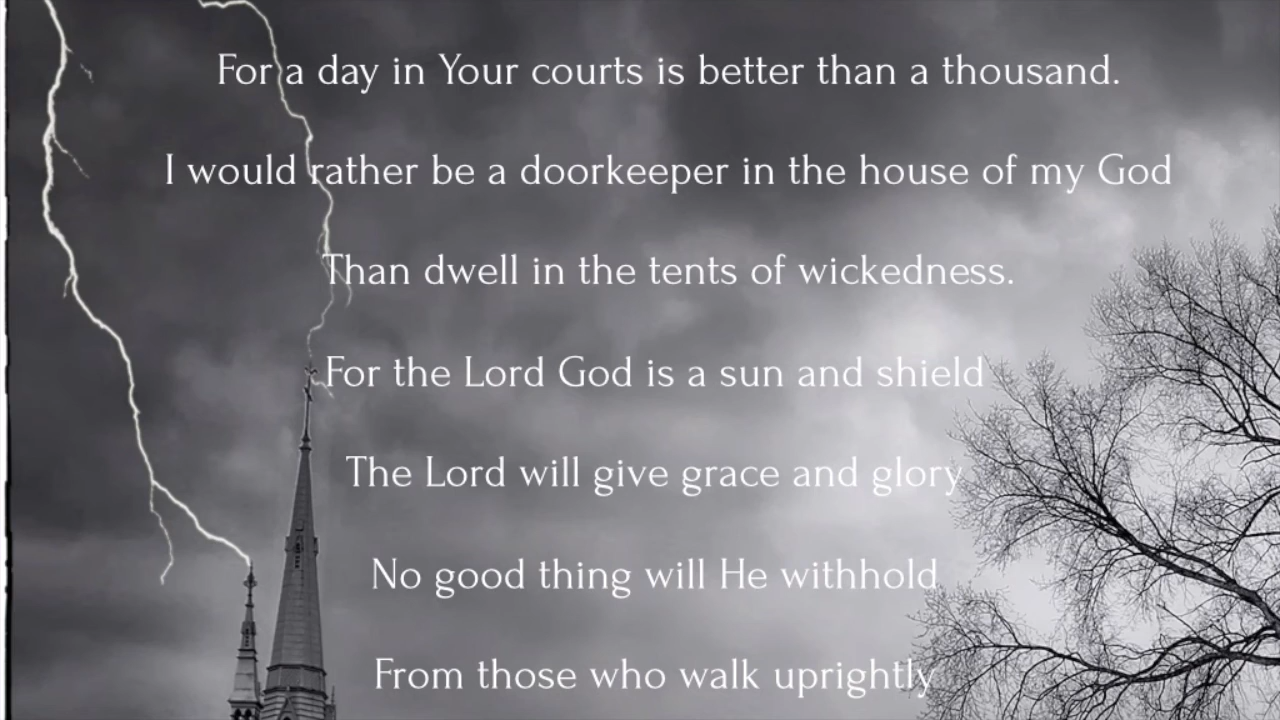 For a day in Your courts is better than a thousand.
I would rather be a doorkeeper in the house of my God
Than dwell in the tents of wickedness.
For the Lord God is a sun and shield
The Lord will give grace and glory
No good thing will He withhold
From those who walk uprightly